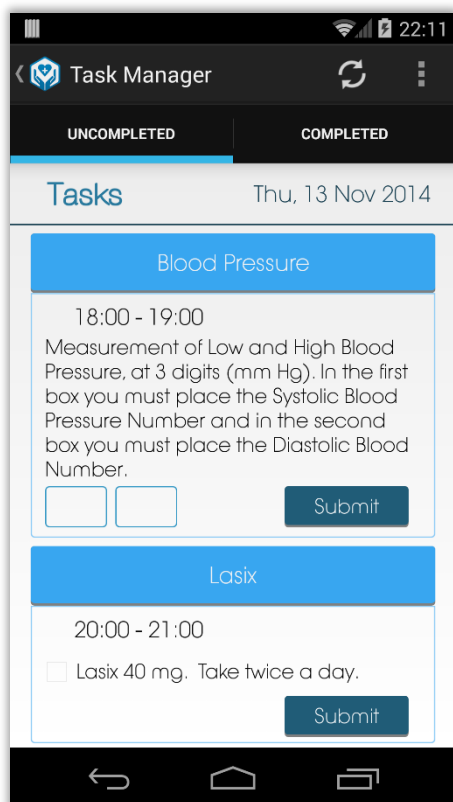 22:11
Task Manager
UNCOMPLETED COMPLETED
Tasks Thu, 13 Nov 2014
Blood Pressure
18:00 - 19:00
Measurement of Low and High Blood
Pressure, at 3 digits (mm Hg). In the first
box you must place the Systolic Blood
Pressure Number and in the second
box you must place the Diastolic Blood
Number.
Submit
Lasix
20:00 - 21:00
Lasix 40 mg. Take twice a day.
Submit